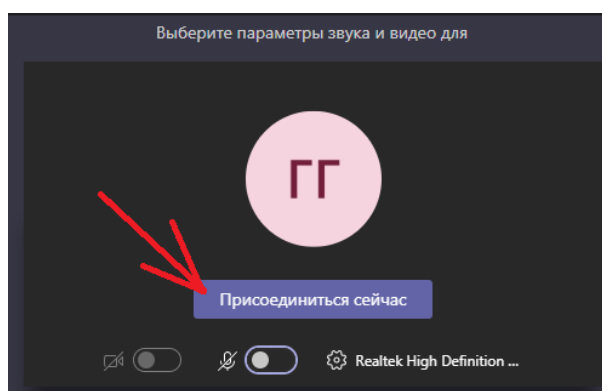 Выберите параметры звука и видео для
ГГ
Присоединиться сейчас
Realtek High Definition ...